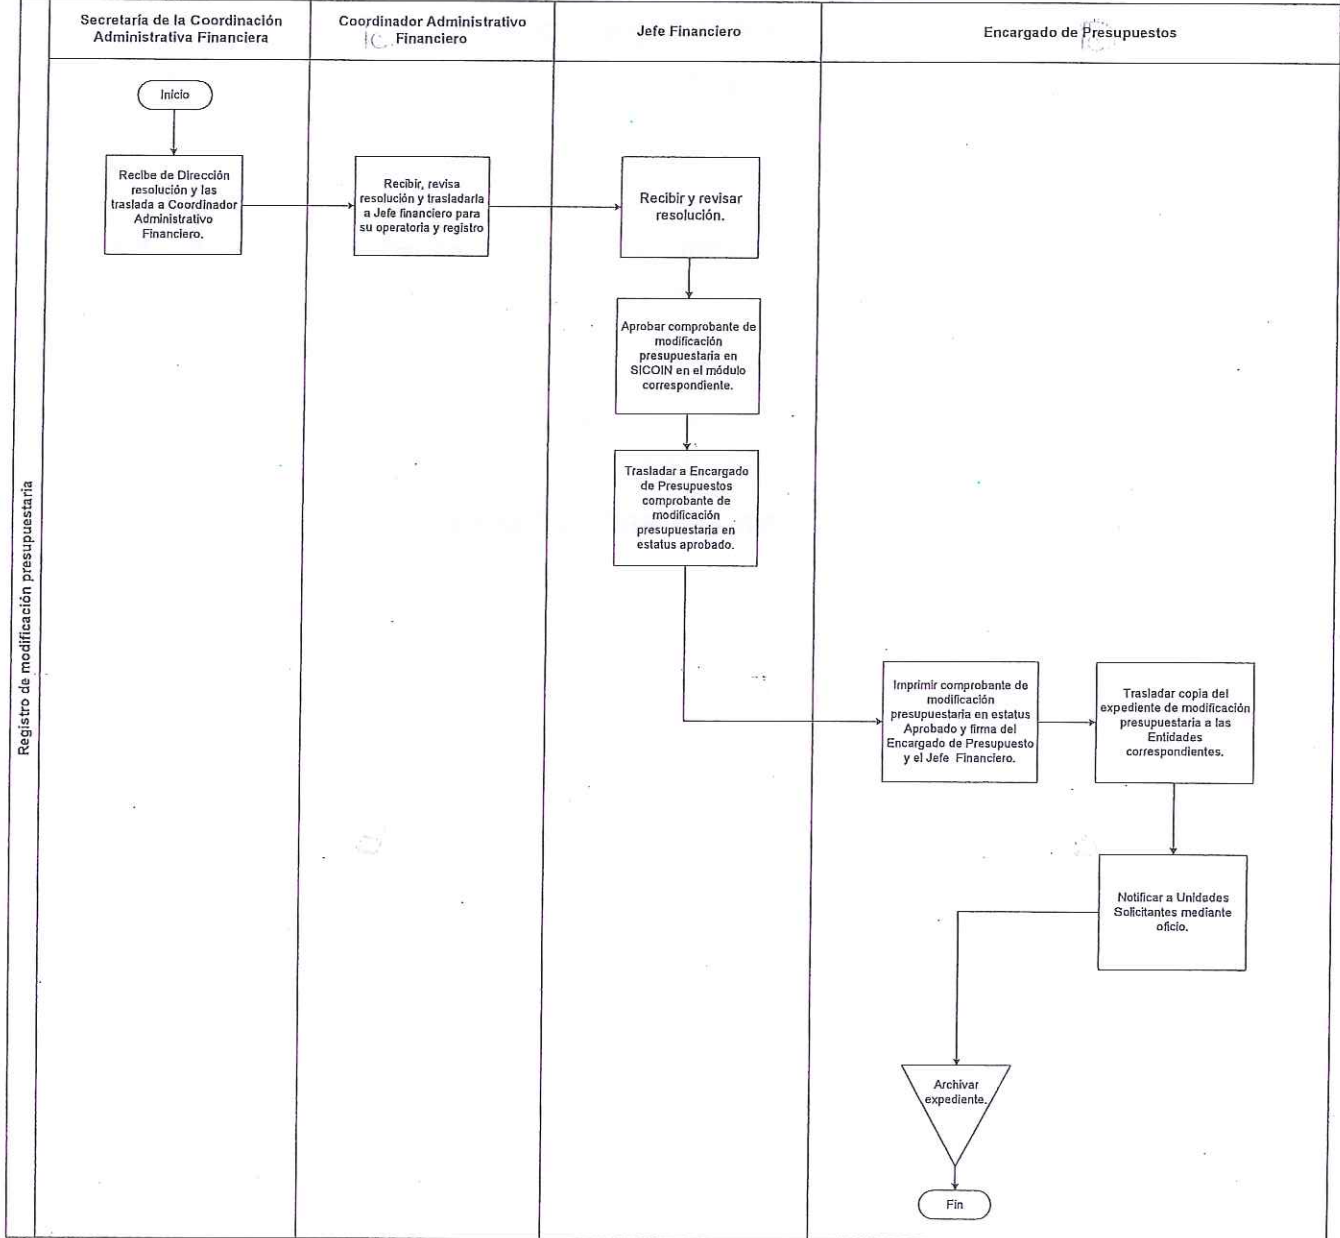 Secretaría de la Coordinación
Administrativa Financiera
Coordinador Administrativo
Financiero
Jefe Financiero
Encargado de Presupuestos
Registro de modificación presupuestaria
Inicio
Recibe de Dirección
resolución y las
traslada a Coordinador
Administrativo
Financiero.
Recibir, revisa
resolución y trasladarla
a Jefe financiero para
su operatoria y registro
Recibir y revisar
resolución.
Aprobar comprobante de
modificación
presupuestaria en
SICOIN en el módulo
correspondiente.
Trasladar a Encargado
de Presupuestos
comprobante de
modificación
presupuestaria en
estatus aprobado.
Imprimir comprobante de
modificación
presupuestaria en estatus
Aprobado y firma del
Encargado de Presupuesto
y el Jefe Financiero.
Trasladar copia del
expediente de modificación
presupuestaria a las
Entidades
correspondientes.
Notificar a Unidades
Solicitantes mediante
oficio.
Archivar
expediente.
Fin